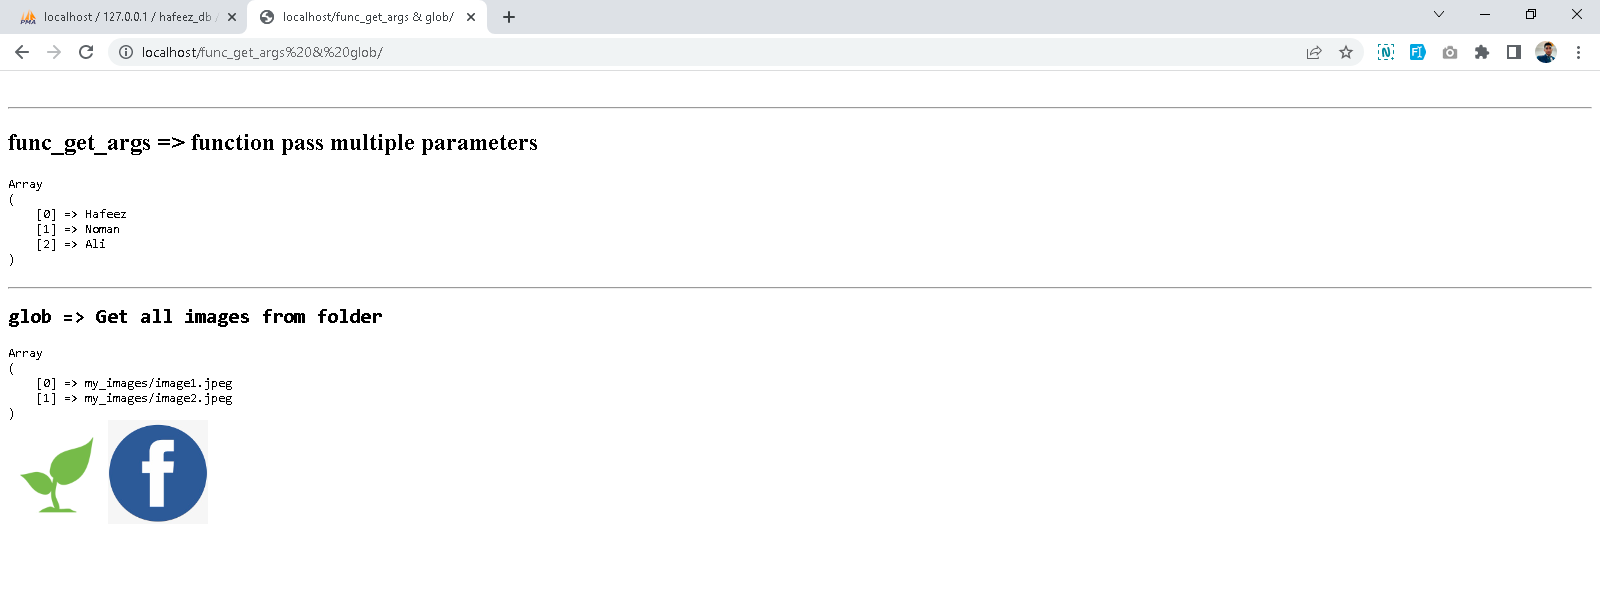 localhost / 127.0.0.1 / hafeez_db /
localhost/func_get_args & glob/
localhost/func_get_args%20&%20glob/
func_get_args => function pass multiple parameters
Array
(
    [0] => Hafeez
    [1] => Noman
    [2] => Ali
)
glob => Get all images from folder
Array
(
    [0] => my_images/image1.jpeg
    [1] => my_images/image2.jpeg
)
f